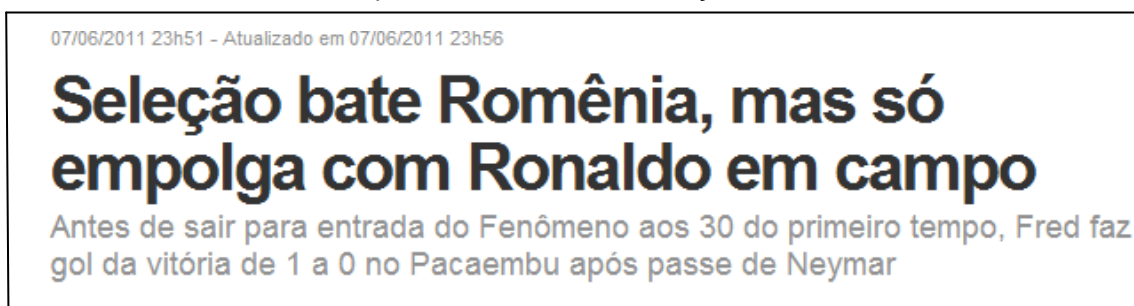 07/06/2011 23h51 - Atualizado em 07/06/2011 23h56
Seleção bate Romênia, mas só
empolga com Ronaldo em campo
Antes de sair para entrada do Fenômeno aos 30 do primeiro tempo, Fred faz
gol da vitória de 1 a 0 no Pacaembu após passe de Neymar